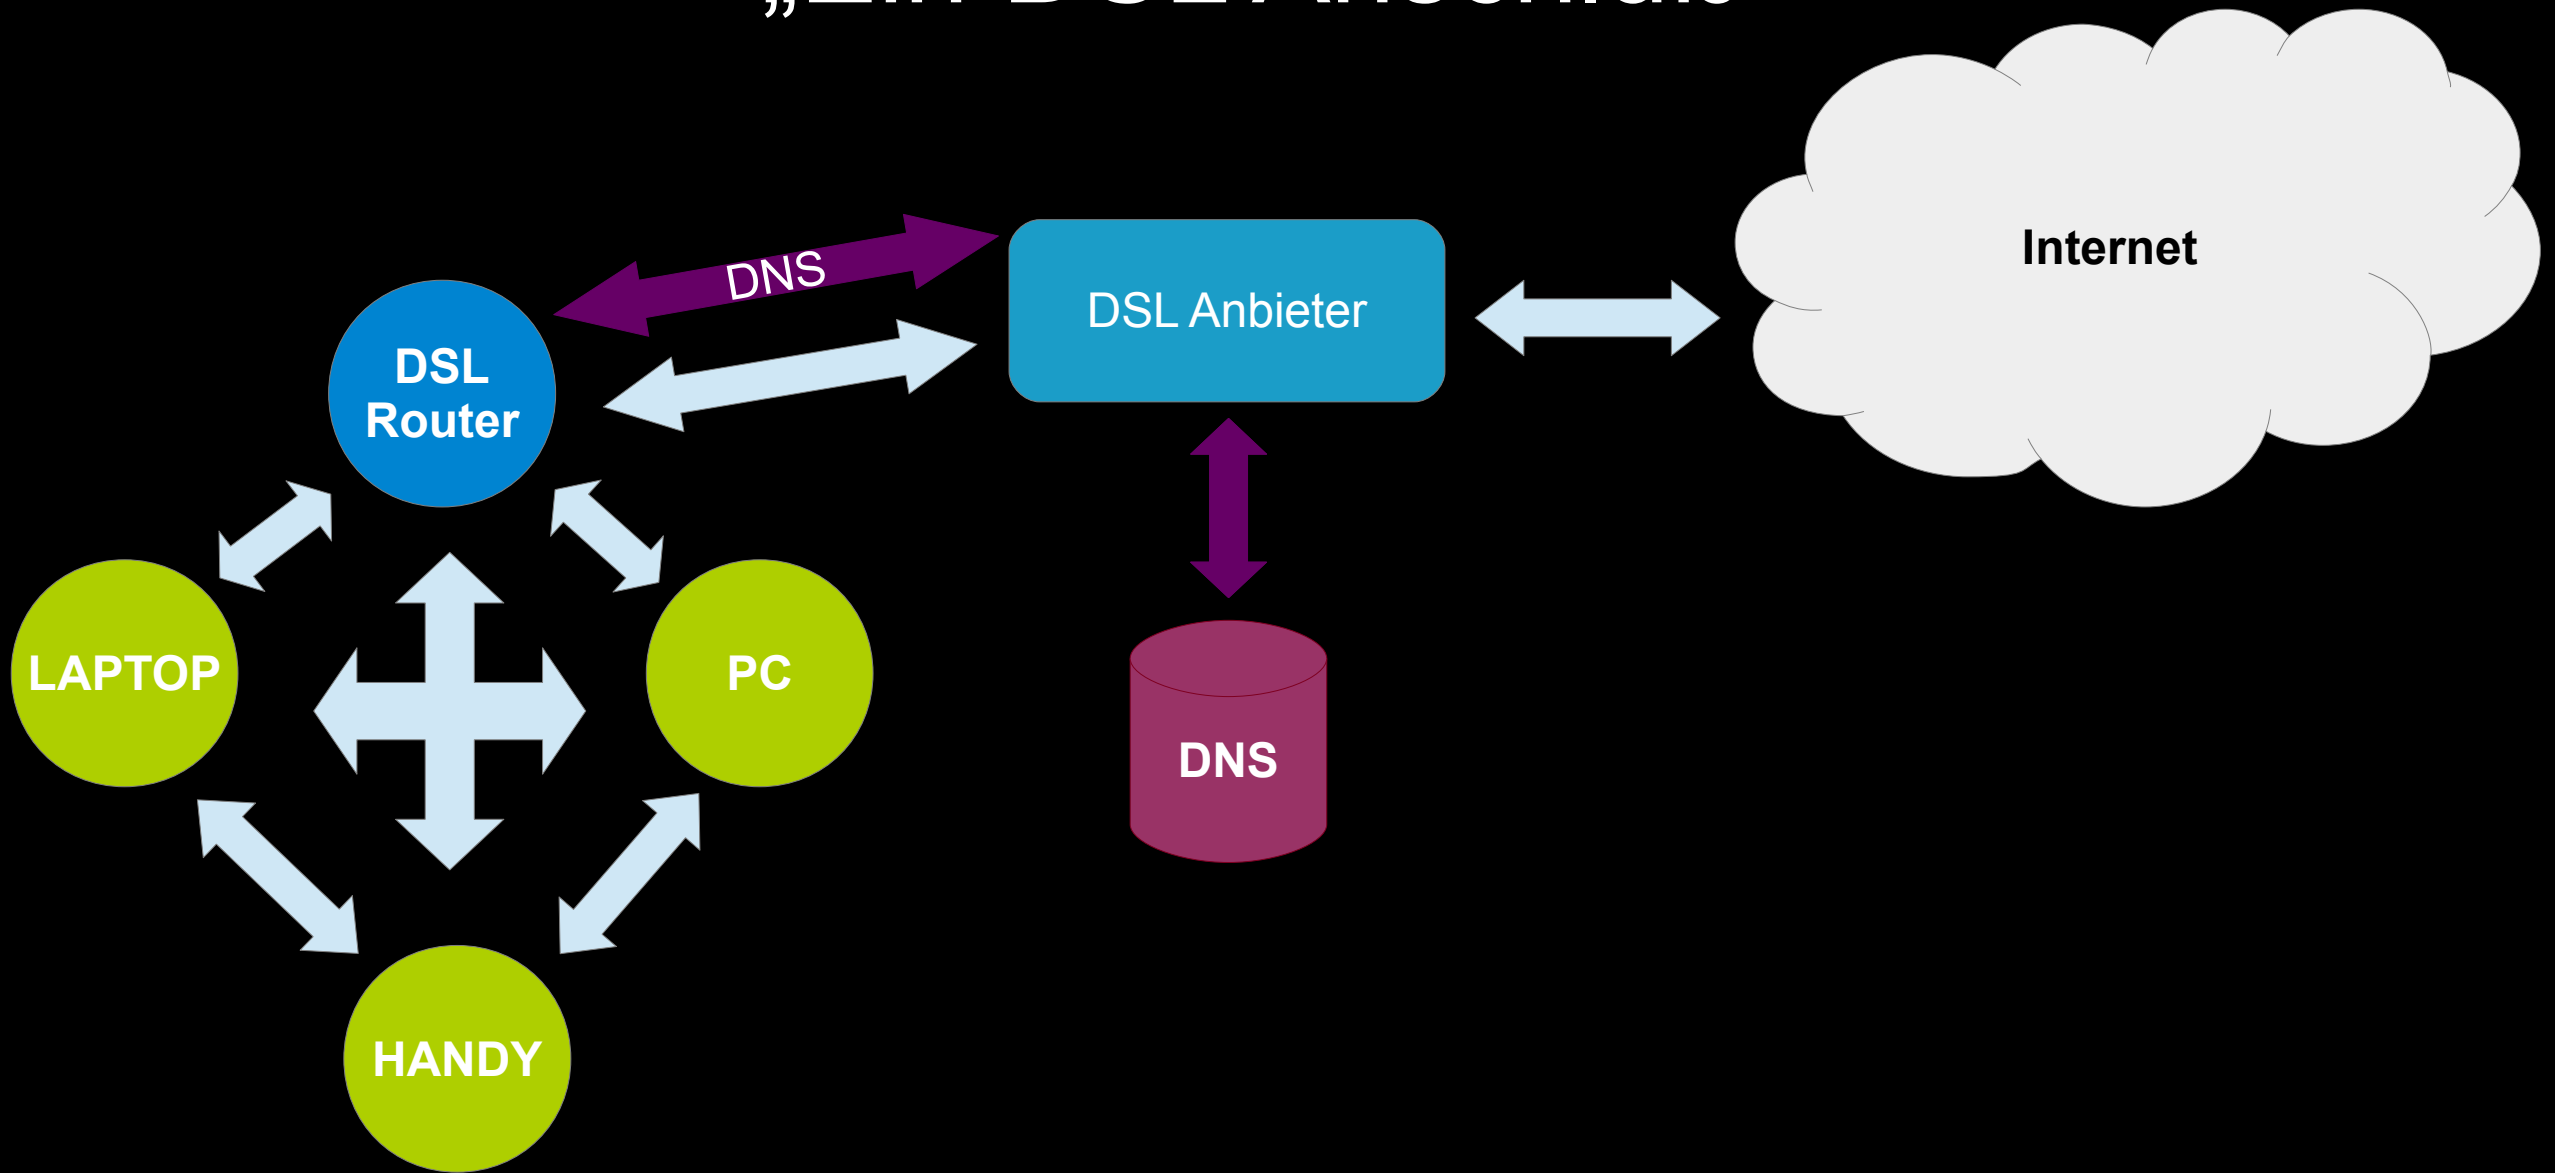 Internet
DNS
DSL Anbieter
DSL
Router
LAPTOP
PC
DNS
HANDY